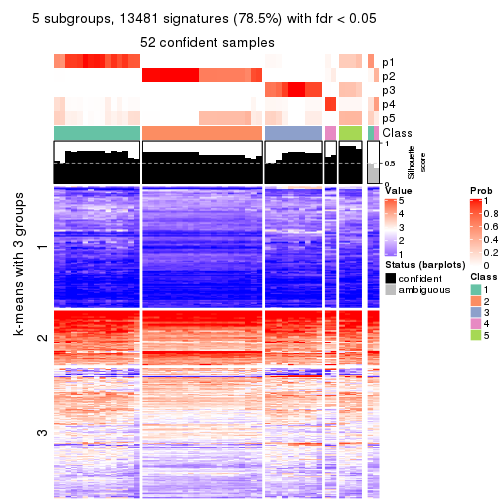 5 subgroups, 13481 signatures (78.5%) with fdr < 0.05
52 confident samples
p1
p2
p3
p4
p5
Class
1
0.5
0
Silhouette
score
k-means with 3 groups
1
2
3
Value
5
4
3
2
1
Status (barplots)
confident
ambiguous
Prob
1
0.8
0.6
0.4
0.2
0
Class
1
2
3
4
5